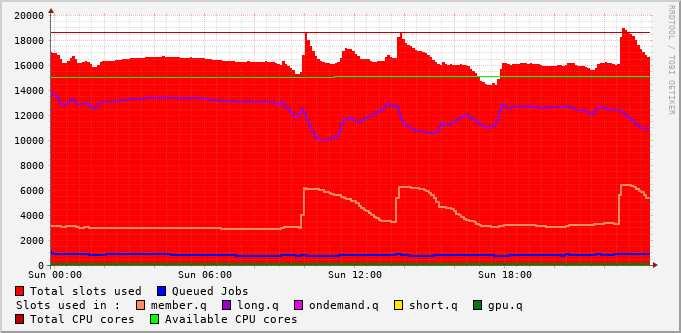 20000
18000
16000
14000
12000
10000
8000
6000
4000
2000
0
Sun 00:00 Sun 06:00 Sun 12:00 Sun 18:00
RRDTOOL / TOBI OETIKER
Total slots used Queued Jobs
Slots used in : member.q long.q ondemand.q short.q gpu.q
Total CPU cores Available CPU cores